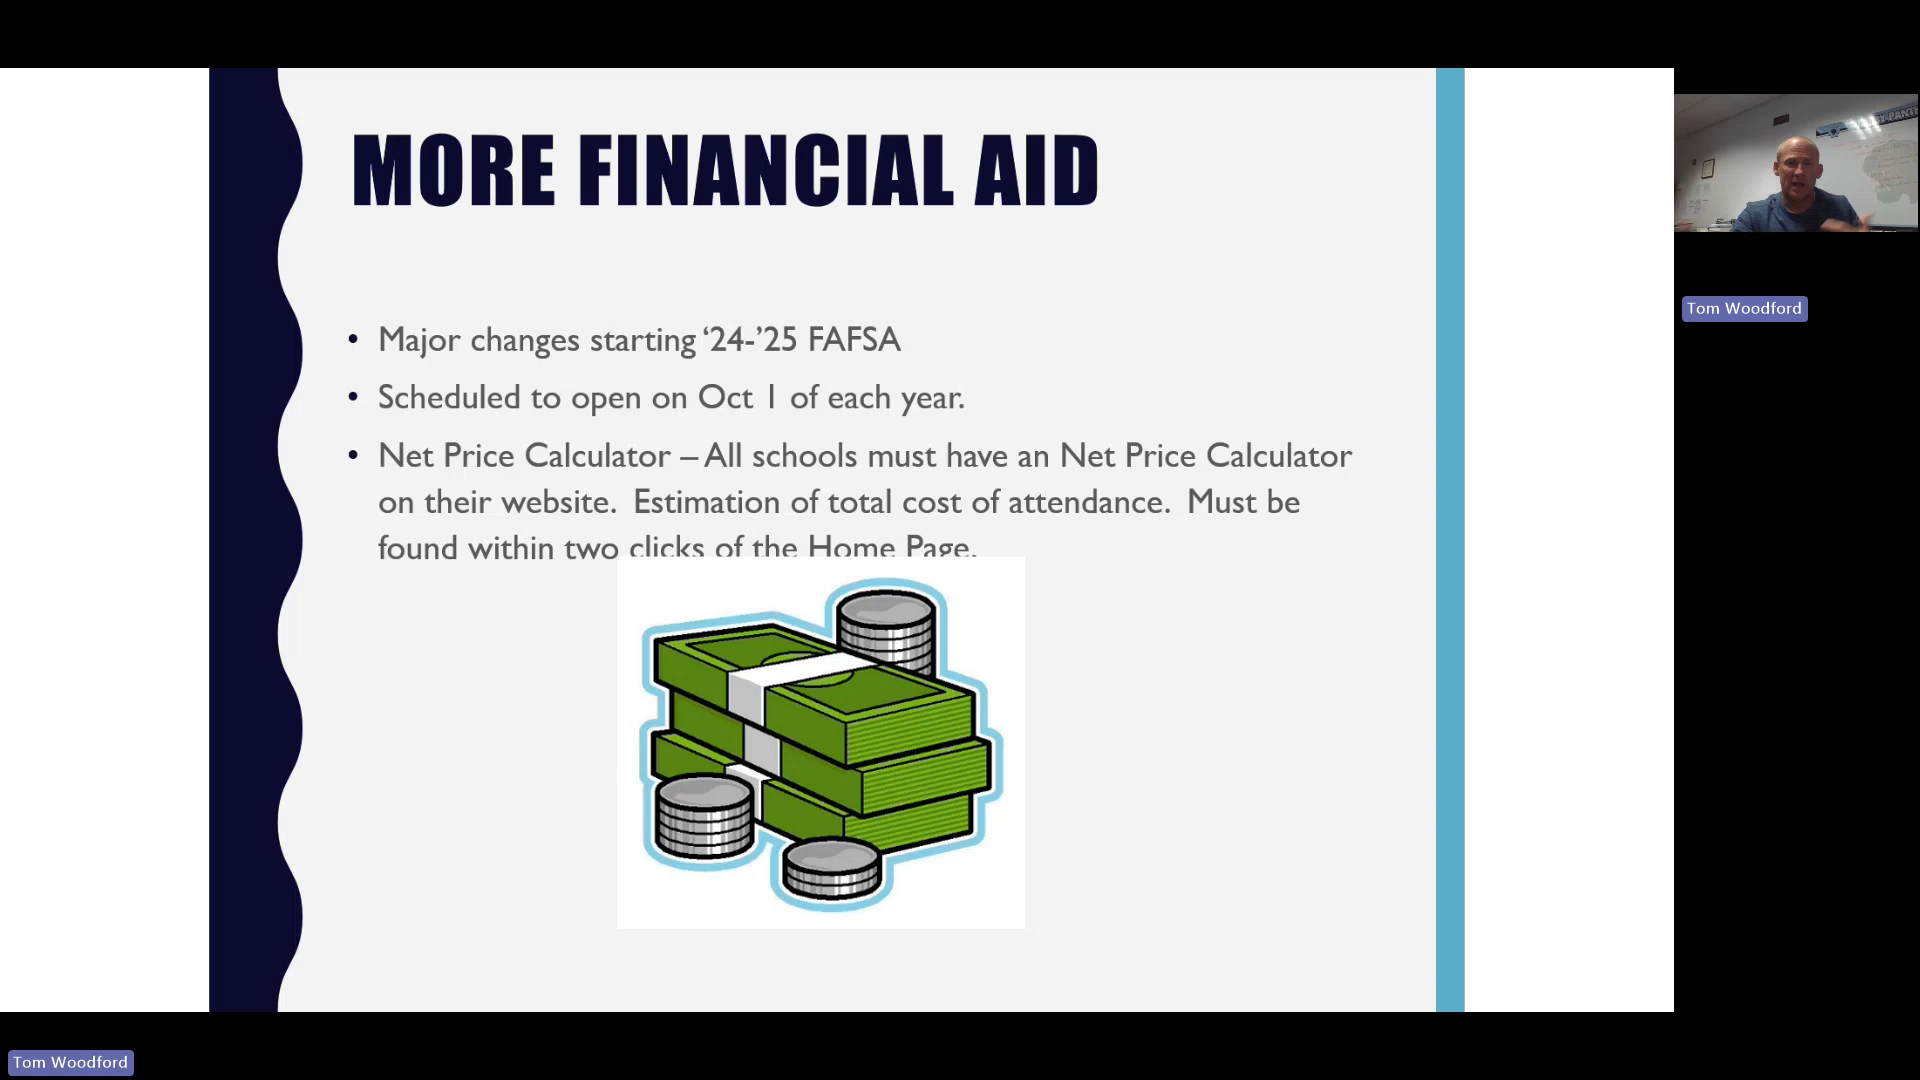 MORE FINANCIAL AID
• Major changes starting ‘24-’25 FAFSA
• Scheduled to open on Oct 1 of each year.
• Net Price Calculator – All schools must have an Net Price Calculator
on their website.  Estimation of total cost of attendance.  Must be
found within two clicks of the Home Page.
Tom Woodford
Tom Woodford